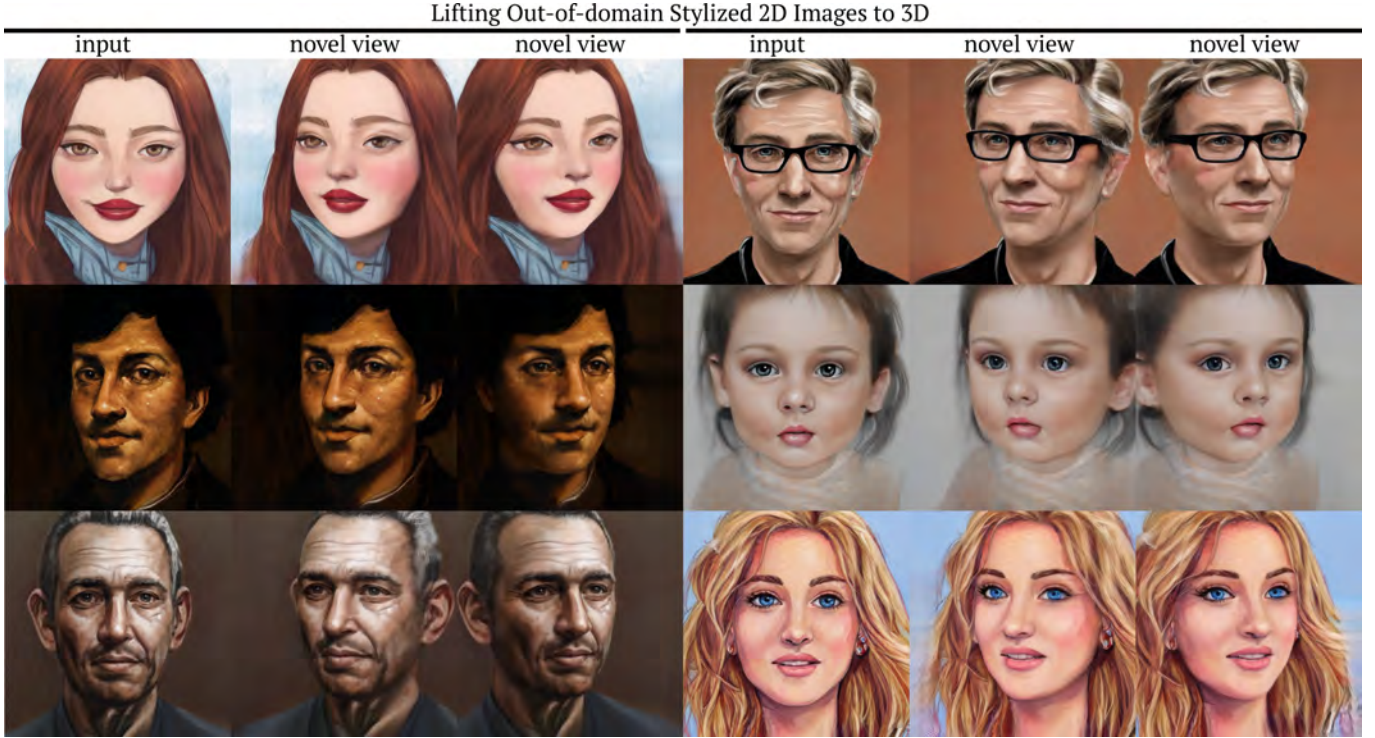 Lifting Out-of-domain Stylized 2D Images to 3D
input novel view novel view input novel view novel view